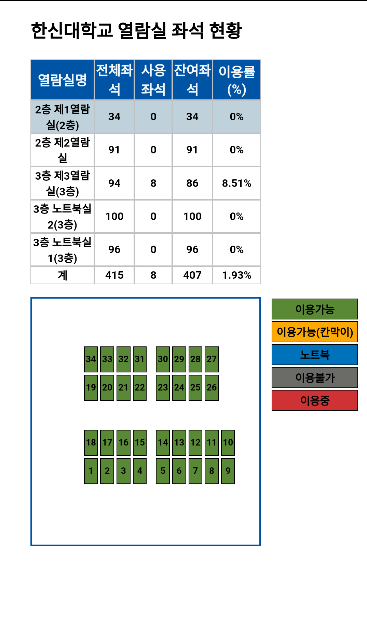 한신대학교 열람실 좌석 현황
열람실명 전체좌석 사용좌석 잔여좌석 이용률(%)
2층 제1열람실(2층) 34 0 34 0%
2층 제2열람실 91 0 91 0%
3층 제3열람실(3층) 94 8 86 8.51%
3층 노트북실2(3층) 100 0 100 0%
3층 노트북실1(3층) 96 0 96 0%
계 415 8 407 1.93%
이용가능
이용가능(칸막이)
노트북
이용불가
이용중
34 33 32 31 30 29 28 27
19 20 21 22 23 24 25 26
18 17 16 15 14 13 12 11 10
1 2 3 4 5 6 7 8 9